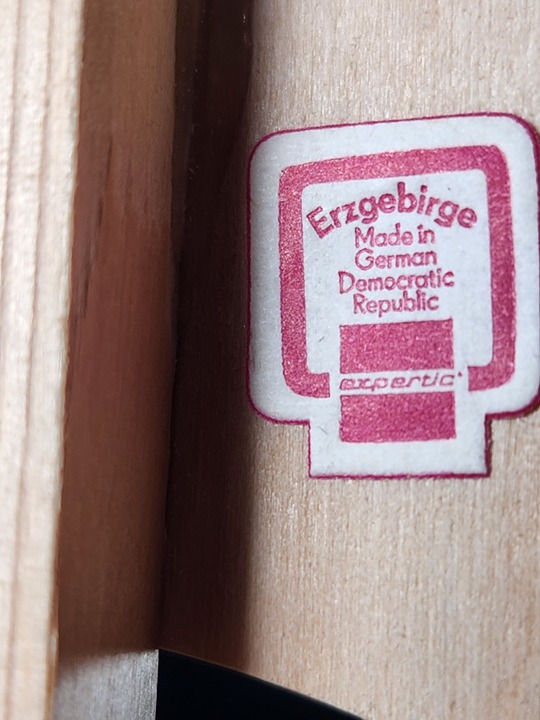 Erzgebirge
Made in
German
Democratic
Republic
expertic